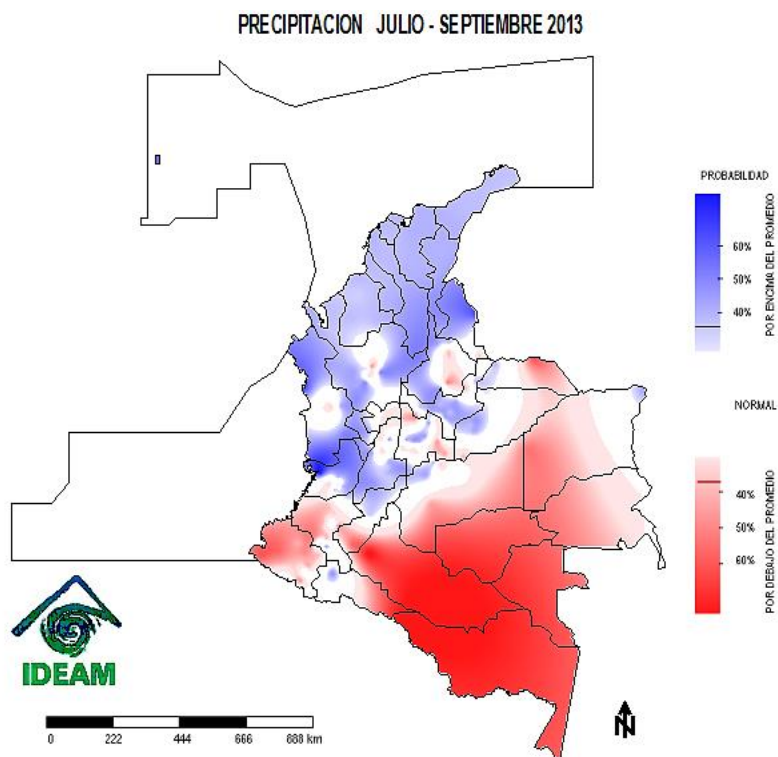 PRECIPITACION JULIO - SEPTIEMBRE 2013
PROBABILIDAD
60%
50%
40%
POR ENCIMA DEL PROMEDIO
NORMAL
40%
50%
60%
POR DEBAJO DEL PROMEDIO
IDEAM
0 222 444 666 888 km
N